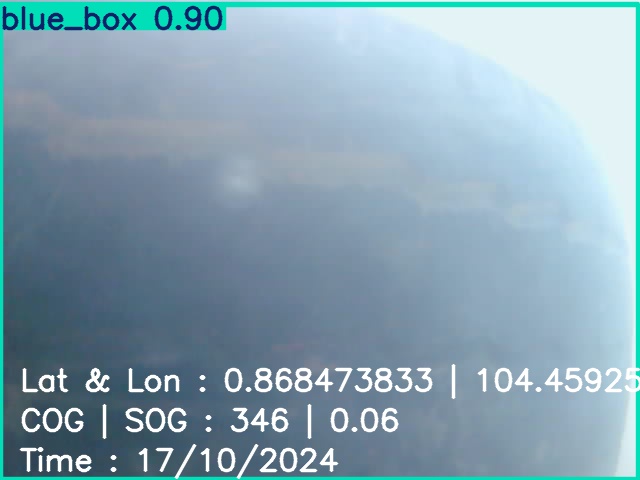 blue_box 0.90
Lat & Lon : 0.868473833 | 104.45925
COG | SOG : 346 | 0.06
Time : 17/10/2024